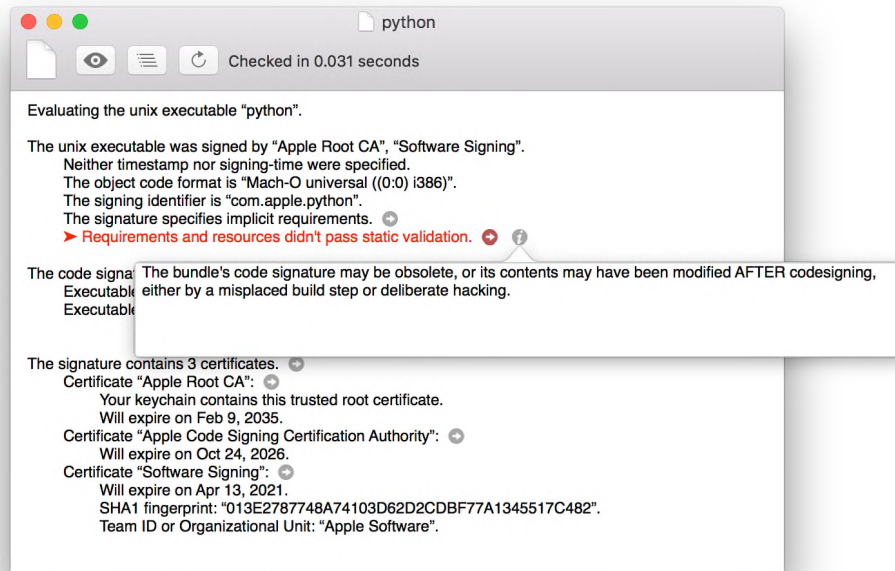 python
Checked in 0.031 seconds
Evaluating the unix executable “python”.
The unix executable was signed by “Apple Root CA”, “Software Signing”.
Neither timestamp nor signing-time were specified.
The object code format is “Mach-O universal ((0:0) i386)”.
The signing identifier is “com.apple.python”.
The signature specifies implicit requirements.
➤ Requirements and resources didn't pass static validation.
The code signa
The bundle's code signature may be obsolete, or its contents may have been modified AFTER codesigning,
Executable
either by a misplaced build step or deliberate hacking.
Executable
The signature contains 3 certificates.
Certificate “Apple Root CA”:
Your keychain contains this trusted root certificate.
Will expire on Feb 9, 2035.
Certificate “Apple Code Signing Certification Authority”:
Will expire on Oct 24, 2026.
Certificate “Software Signing”:
Will expire on Apr 13, 2021.
SHA1 fingerprint: “013E2787748A74103D62D2CDBF77A1345517C482”.
Team ID or Organizational Unit: “Apple Software”.